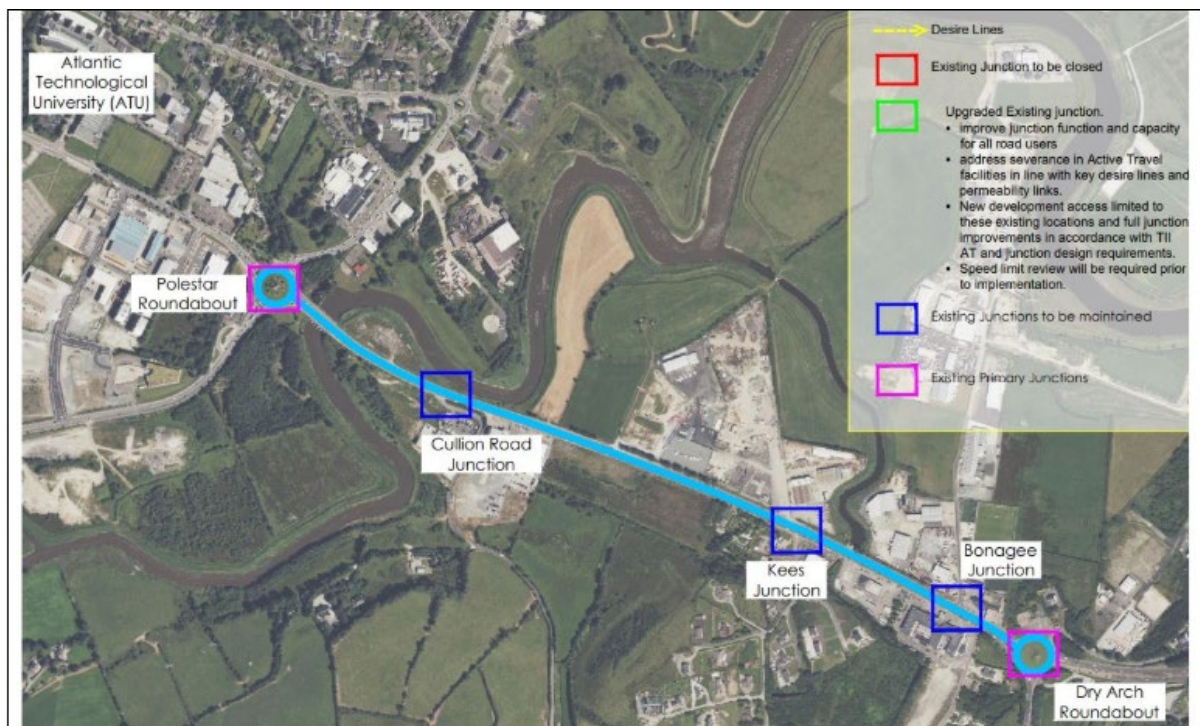 Atlantic
Technological
University (ATU)
Desire Lines
Existing Junction to be closed
Upgraded Existing junction.
• improve junction function and capacity
for all road users
• address severance in Active Travel
facilities in line with key desire lines and
permeability links.
• New development access limited to
these existing locations and full junction
improvements in accordance with TII
AT and junction design requirements.
• Speed limit review will be required prior
to implementation.
Existing Junctions to be maintained
Existing Primary Junctions
Polestar
Roundabout
Cullion Road
Junction
Kees
Junction
Bonagee
Junction
Dry Arch
Roundabout